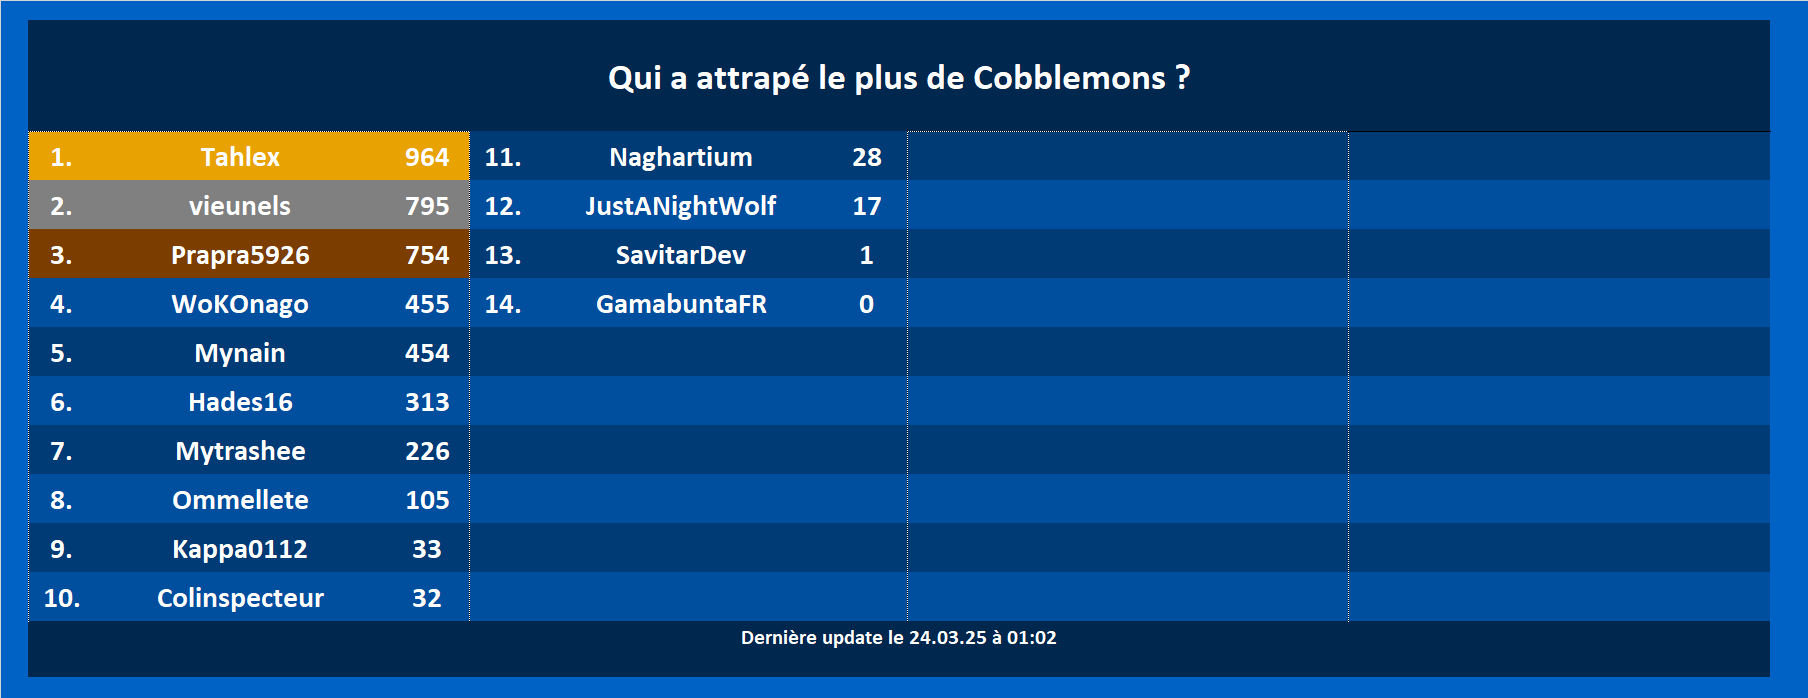 Qui a attrapé le plus de Cobblemons ?
1. Tahlex 964
2. vieunels 795
3. Prapra5926 754
4. WoKOnago 455
5. Mynain 454
6. Hades16 313
7. Mytrashee 226
8. Ommellete 105
9. Kappa0112 33
10. Colinspecteur 32
11. Naghartium 28
12. JustANightWolf 17
13. SavitarDev 1
14. GamabuntaFR 0
Dernière update le 24.03.25 à 01:02